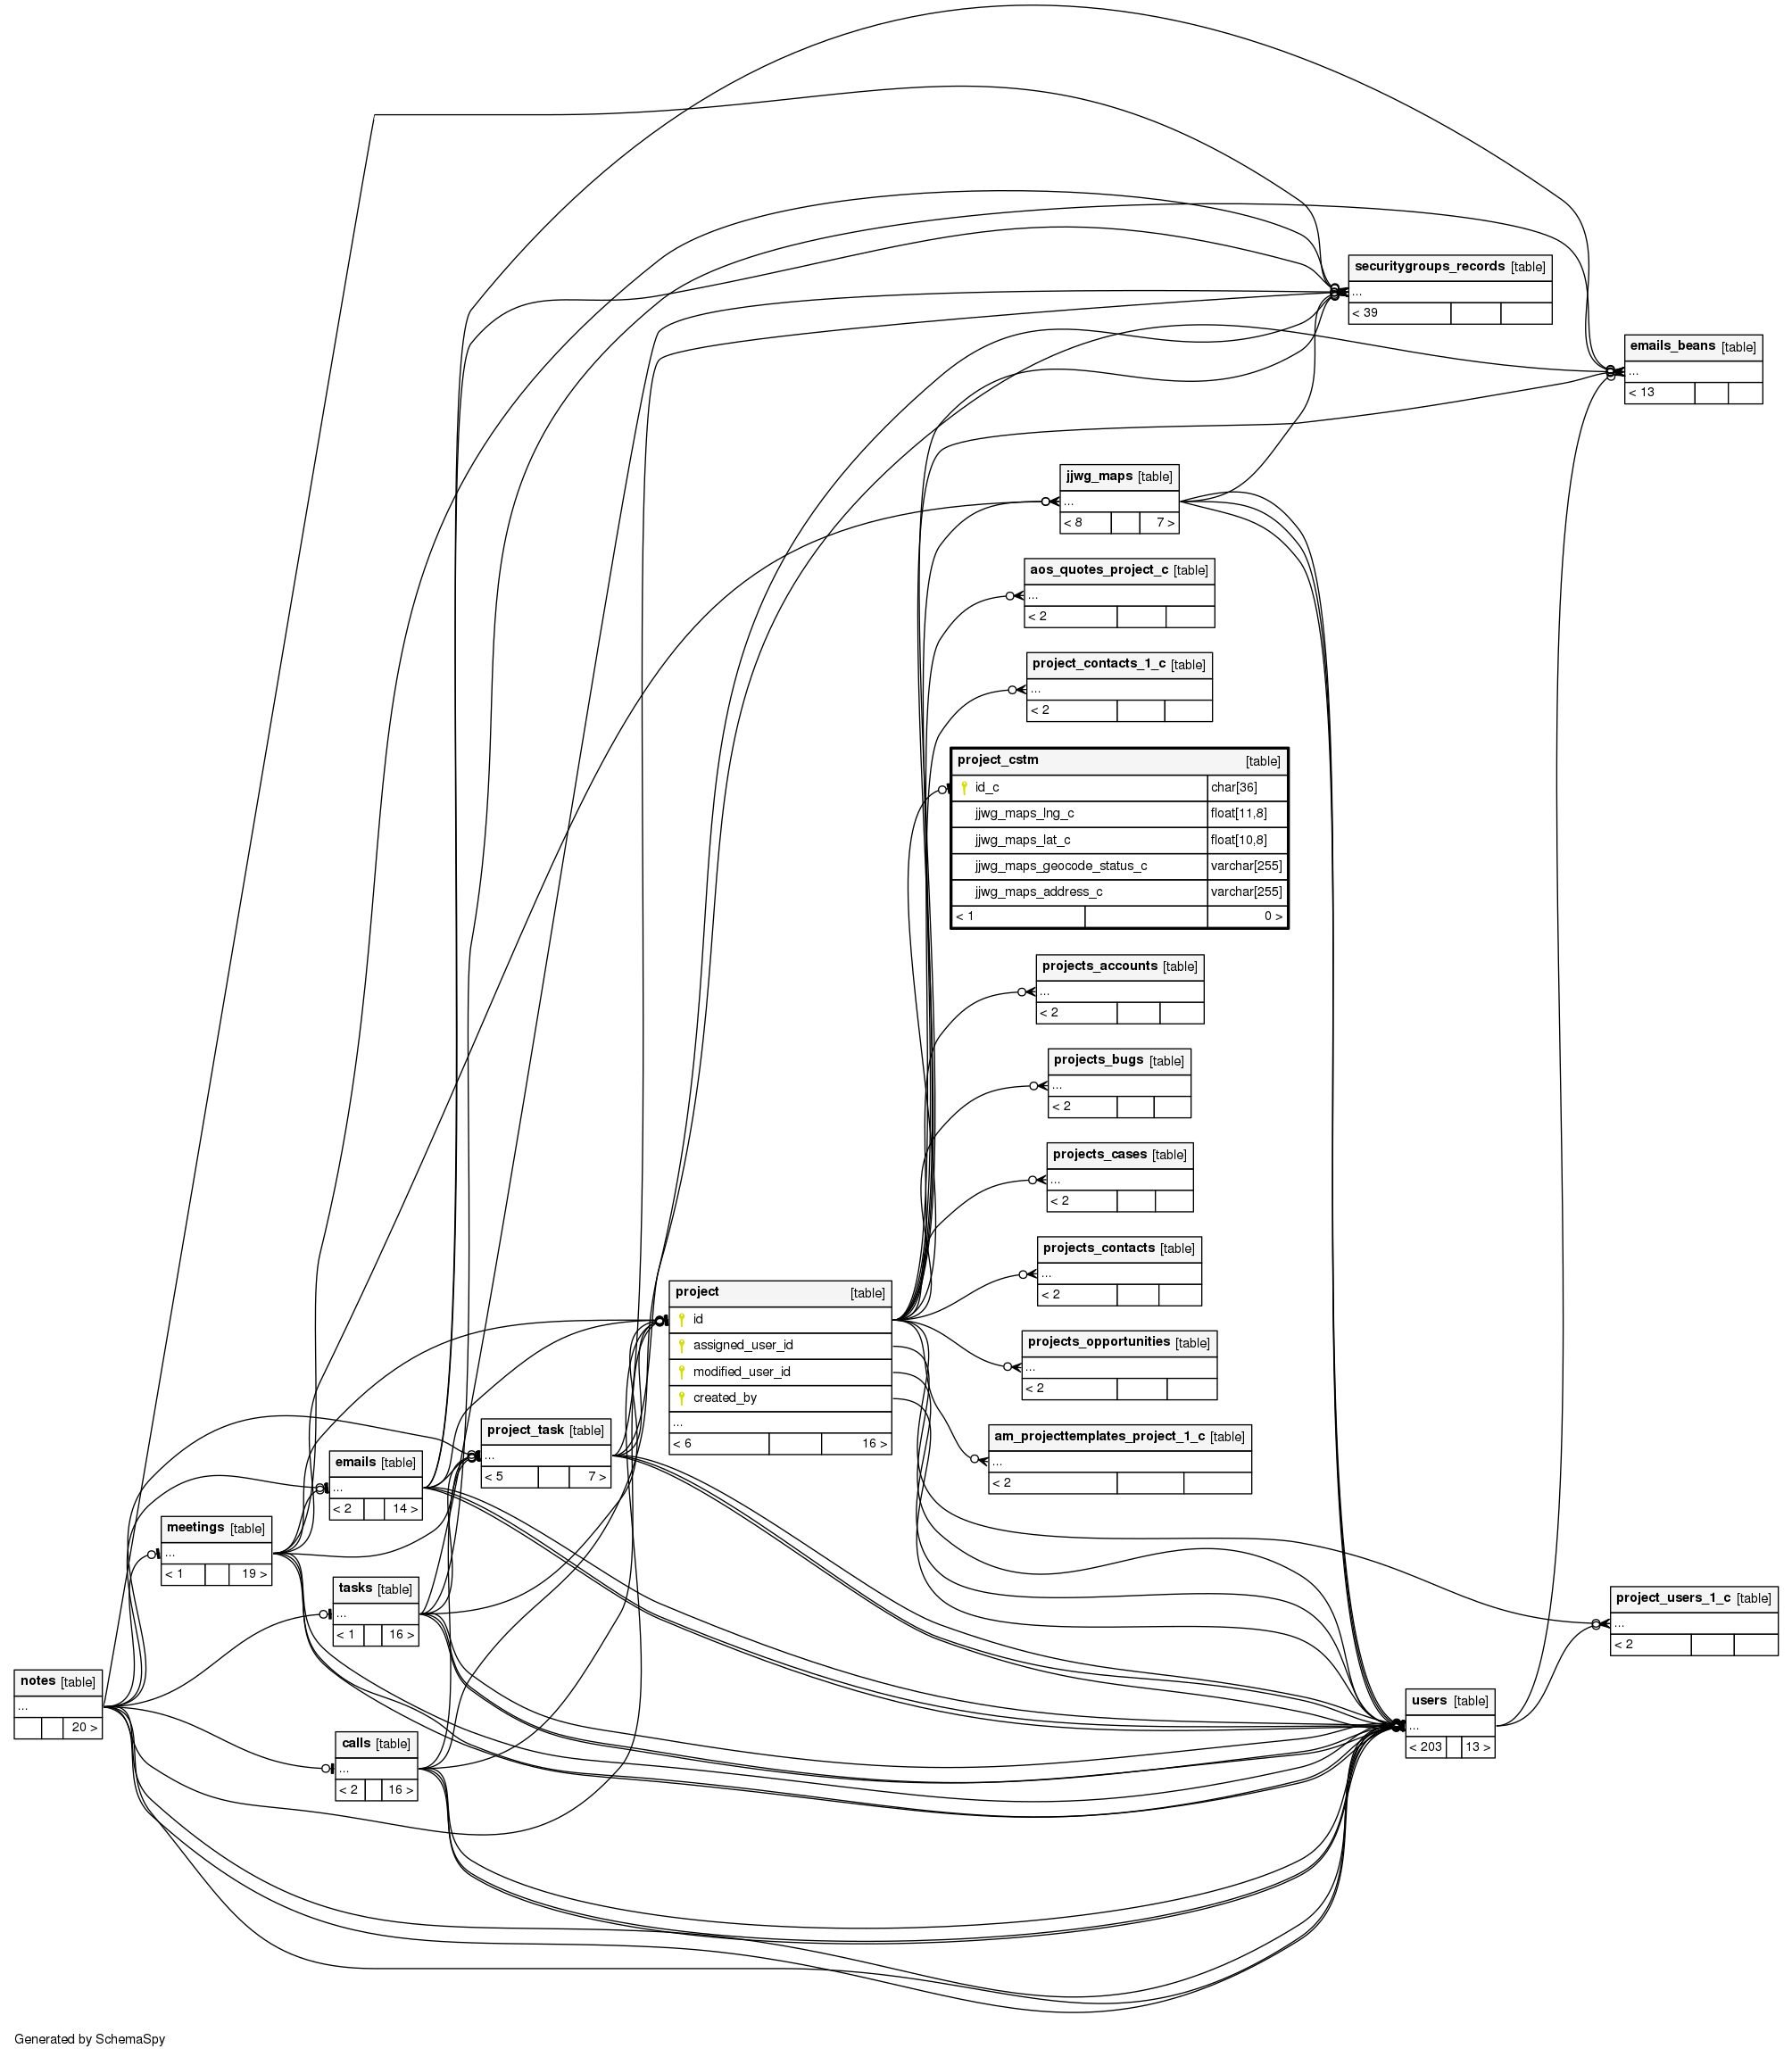 securitygroups_records [table]
...
< 39
emails_beans [table]
...
< 13
jjwg_maps [table]
...
< 8 7 >
aos_quotes_project_c [table]
...
< 2
project_contacts_1_c [table]
...
< 2
project_cstm [table]
id_c char[36]
jjwg_maps_lng_c float[11,8]
jjwg_maps_lat_c float[10,8]
jjwg_maps_geocode_status_c varchar[255]
jjwg_maps_address_c varchar[255]
< 1 0 >
projects_accounts [table]
...
< 2
projects_bugs [table]
...
< 2
projects_cases [table]
...
< 2
projects_contacts [table]
...
< 2
project [table]
id
assigned_user_id
modified_user_id
created_by
...
< 6 16 >
projects_opportunities [table]
...
< 2
am_projecttemplates_project_1_c [table]
...
< 2
project_task [table]
...
< 5 7 >
emails [table]
...
< 2 14 >
meetings [table]
...
< 1 19 >
tasks [table]
...
< 1 16 >
project_users_1_c [table]
...
< 2
notes [table]
...
20 >
users [table]
...
< 203 13 >
calls [table]
...
< 2 16 >
Generated by SchemaSpy